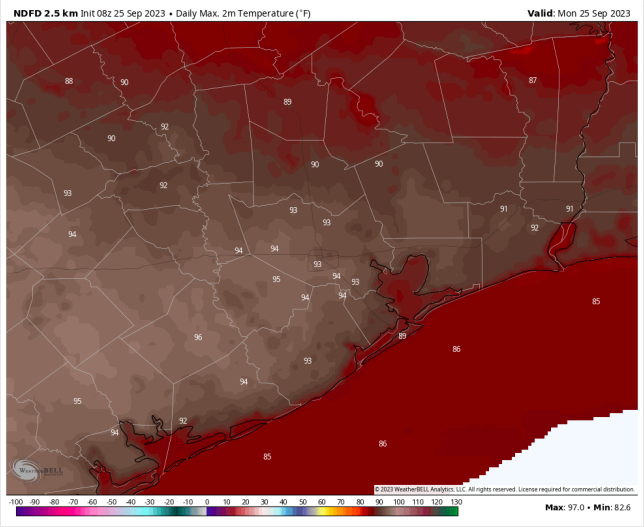 NDFD 2.5 km Init 08z 25 Sep 2023 • Daily Max. 2m Temperature (°F) Valid: Mon 25 Sep 2023
88 90 87
89
92
90
90 90
92
93
93 91 91
93 92
94
94 94
93
95 94 93
94 94 85
96 89
86
93
94
95
92
94
86
85
WEATHERBELL
© 2023 WeatherBELL Analytics, LLC. All rights reserved. License required for commercial distribution.
-100 -90 -80 -70 -60 -50 -40 -30 -20 -10 0 10 20 30 40 50 60 70 80 90 100 110 120 130
Max: 97.0 • Min: 82.6